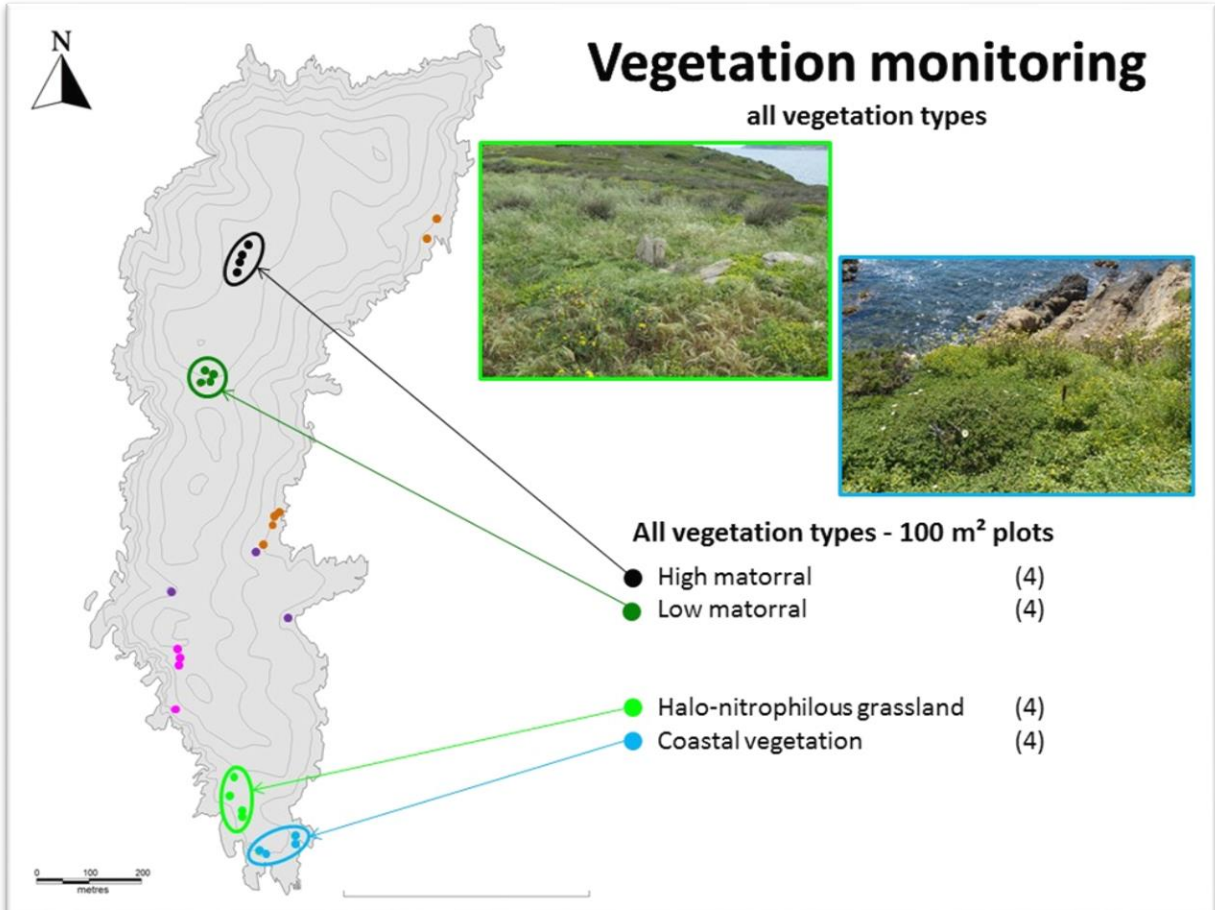 N
Vegetation monitoring
all vegetation types
All vegetation types - 100 m² plots
High matorral (4)
Low matorral (4)
Halo-nitrophilous grassland (4)
Coastal vegetation (4)
0 100 200
metres